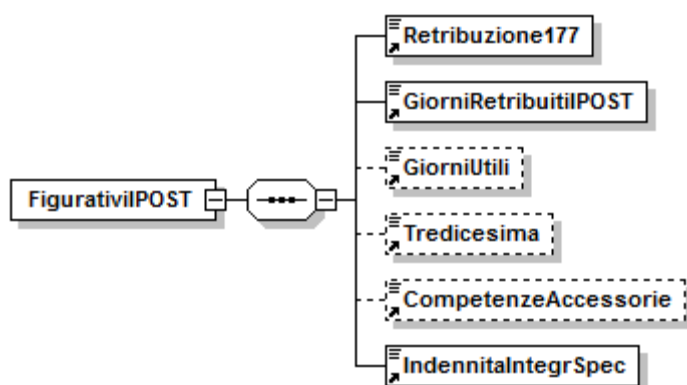 Retribuzione177
GiorniRetribuitiIPOST
GiorniUtili
FigurativiIPOST
Tredicesima
CompetenzeAccessorie
IndennitaIntegrSpec